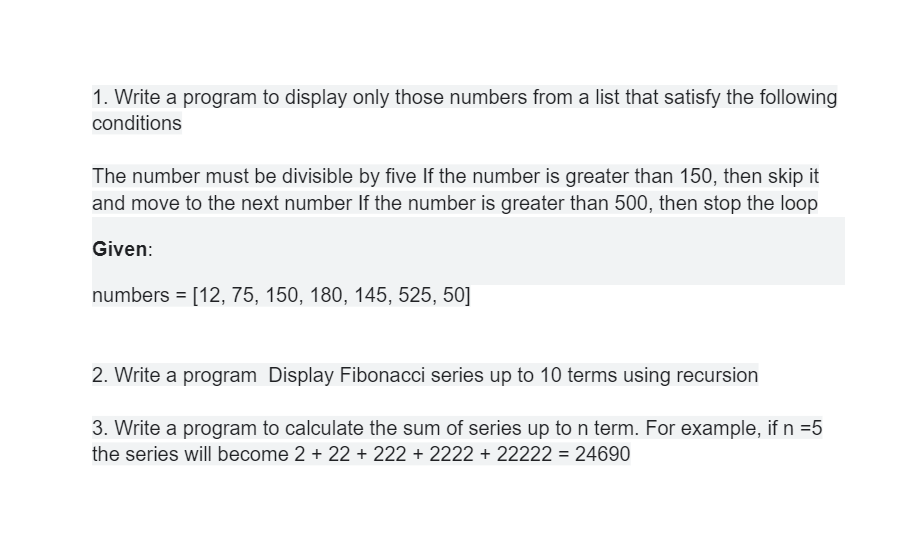 1. Write a program to display only those numbers from a list that satisfy the following
conditions
The number must be divisible by five If the number is greater than 150, then skip it
and move to the next number If the number is greater than 500, then stop the loop
Given:
numbers = [12, 75, 150, 180, 145, 525, 50]
2. Write a program  Display Fibonacci series up to 10 terms using recursion
3. Write a program to calculate the sum of series up to n term. For example, if n =5
the series will become 2 + 22 + 222 + 2222 + 22222 = 24690